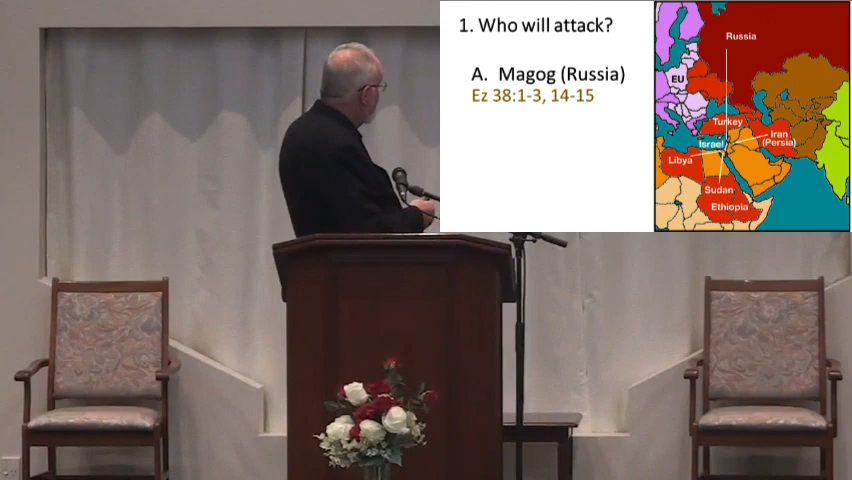 1. Who will attack?
A. Magog (Russia)
Ez 38:1-3, 14-15
Russia
EU
Turkey
Iran
(Persia)
Israel
Libya
Sudan
Ethiopia